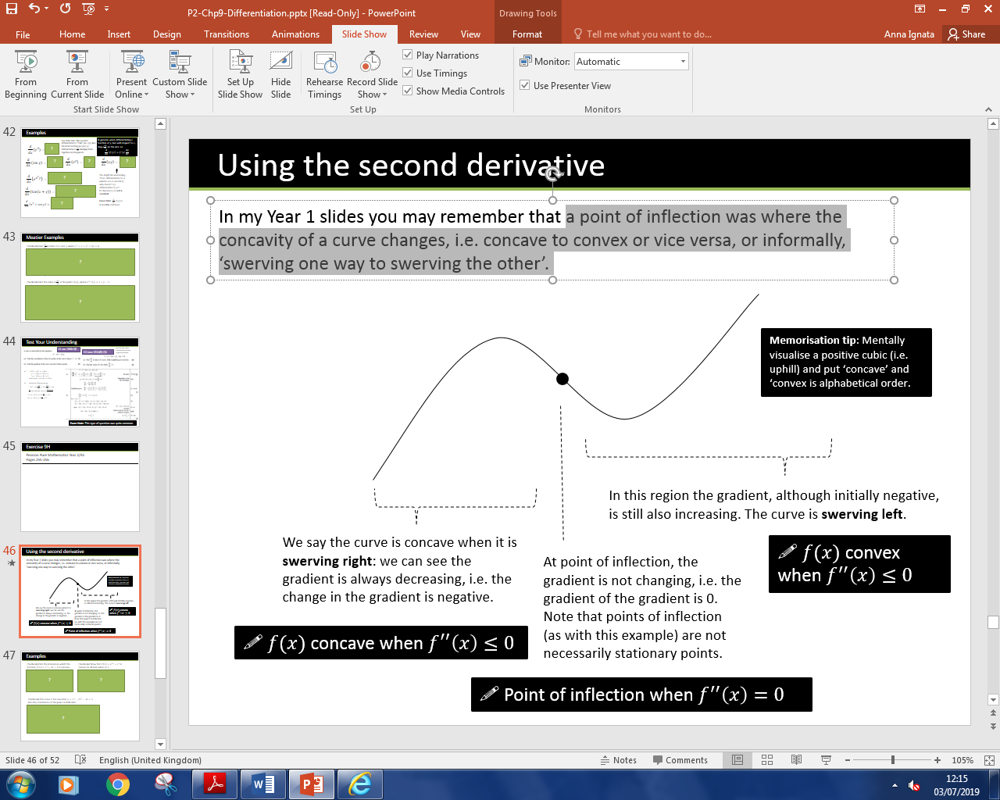 P2-Chp9-Differentiation.pptx [Read-Only] - PowerPoint
Drawing Tools
File Home Insert Design Transitions Animations Slide Show Review View Format Tell me what you want to do... Anna Ignata Share
From Beginning
From Current Slide
Present Online
Custom Slide Show
Set Up Slide Show
Hide Slide
Rehearse Timings
Record Slide Show
Play Narrations
Use Timings
Show Media Controls
Monitor: Automatic
Use Presenter View
Start Slide Show
Set Up
Monitors
42
Examples
43
Meatier Examples
44
Test Your Understanding
45
Exercise 9H
Pearson Pure Mathematics Year 2/AS
46
Using the second derivative
47
Examples
Using the second derivative
In my Year 1 slides you may remember that a point of inflection was where the
concavity of a curve changes, i.e. concave to convex or vice versa, or informally,
‘swerving one way to swerving the other’.
Memorisation tip: Mentally
visualise a positive cubic (i.e.
uphill) and put ‘concave’ and
‘convex is alphabetical order.
In this region the gradient, although initially negative,
is still also increasing. The curve is swerving left.
We say the curve is concave when it is
swerving right: we can see the
gradient is always decreasing, i.e. the
change in the gradient is negative.
At point of inflection, the
gradient is not changing, i.e. the
gradient of the gradient is 0.
Note that points of inflection
(as with this example) are not
necessarily stationary points.
f(x) convex
when f′′(x) ≤ 0
f(x) concave when f′′(x) ≤ 0
Point of inflection when f′′(x) = 0
Slide 46 of 52 English (United Kingdom) Notes Comments 105%
12:15
03/07/2019